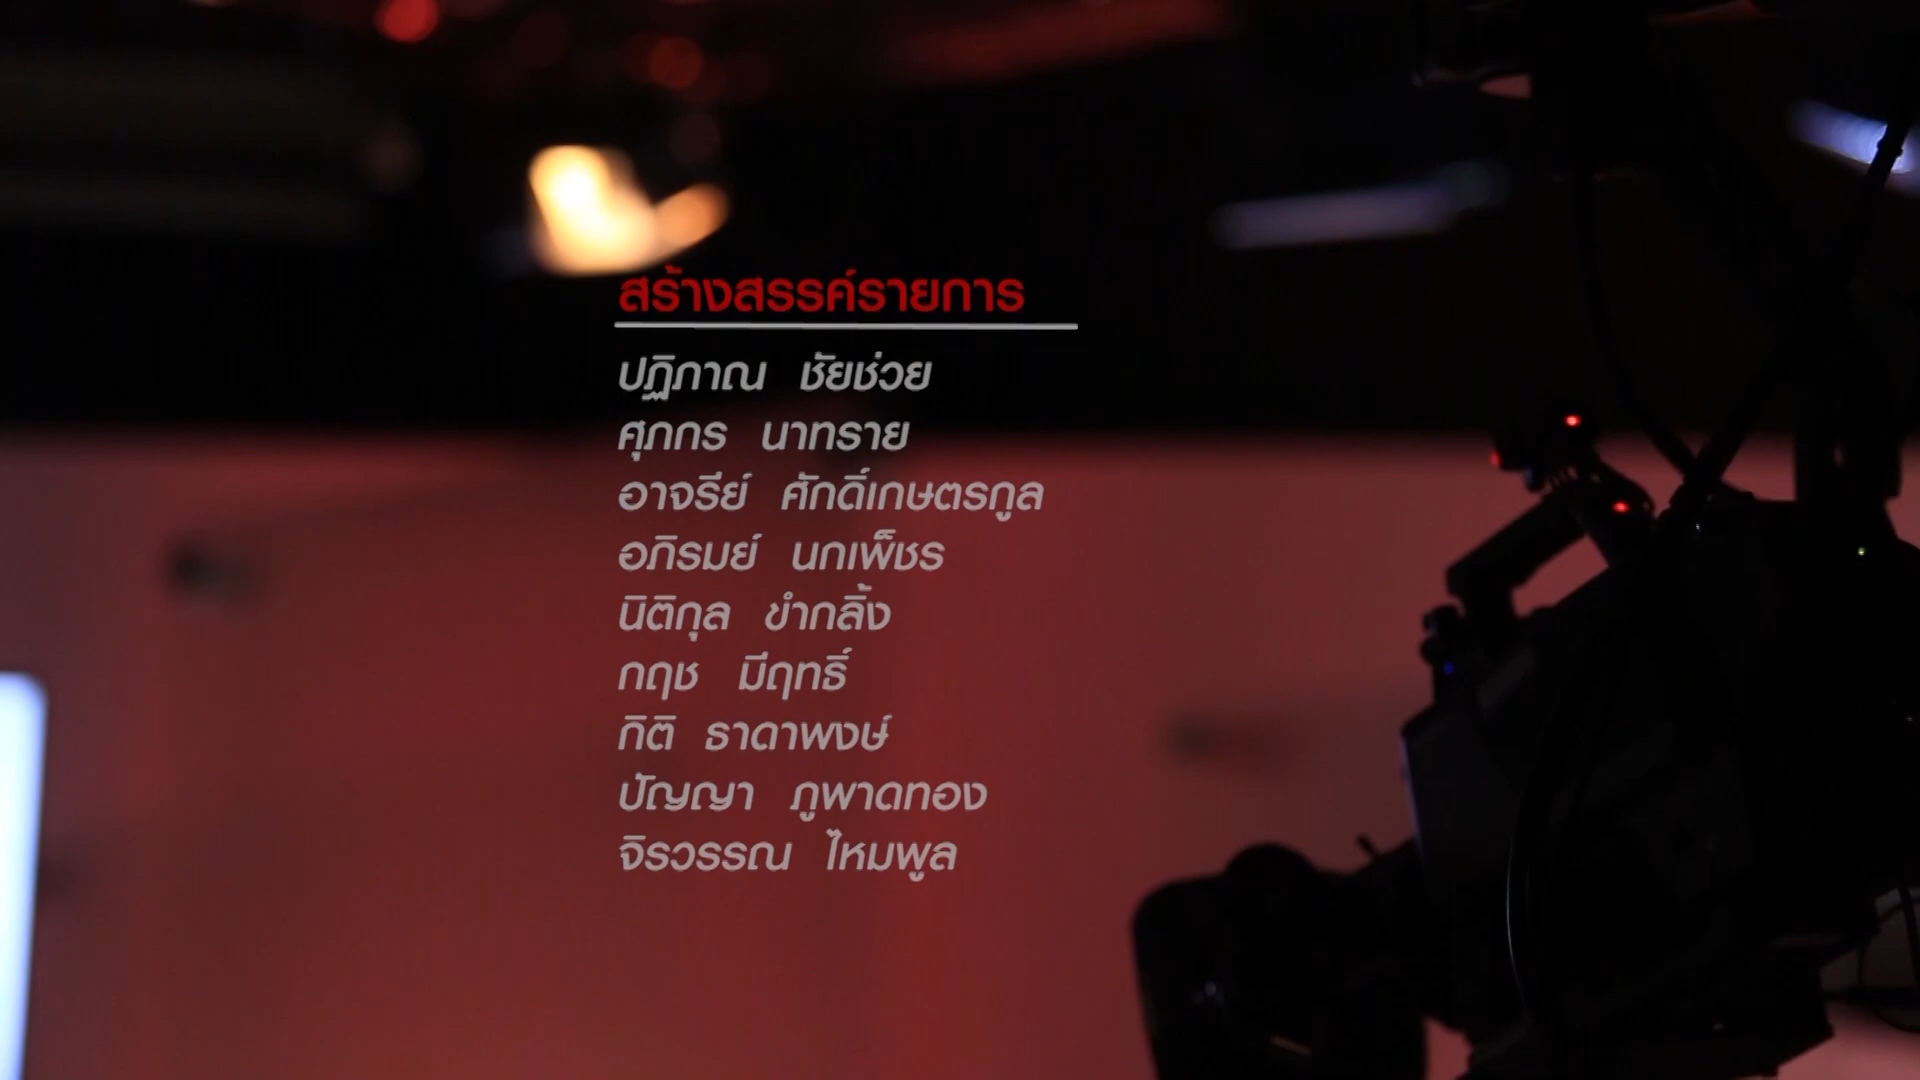 สร้างสรรค์รายการ
ปฏิภาณ ชัยช่วย
ศุภกร นาทราย
อาจรีย์ ศักดิ์เกษตรกูล
อภิรมย์ นกเพ็ชร
นิติกุล ขำกลิ้ง
กฤช มีฤทธิ์
กิติ ธาดาพงษ์
ปัญญา ภูพาดทอง
จิรวรรณ ไหมพูล